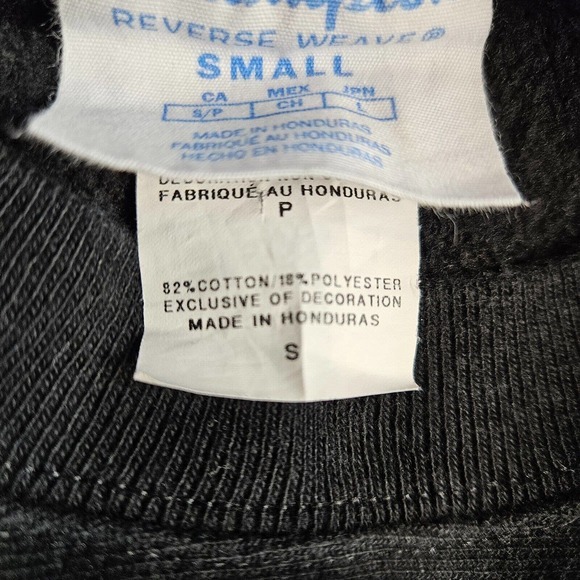 REVERSE WEAVE®
SMALL
CA MEX JPN
S/P CH L
MADE IN HONDURAS
FABRIQUÉ AU HONDURAS
HECHO EN HONDURAS
FABRIQUÉ AU HONDURAS
P
82%COTTON/18%POLYESTER
EXCLUSIVE OF DECORATION
MADE IN HONDURAS
S